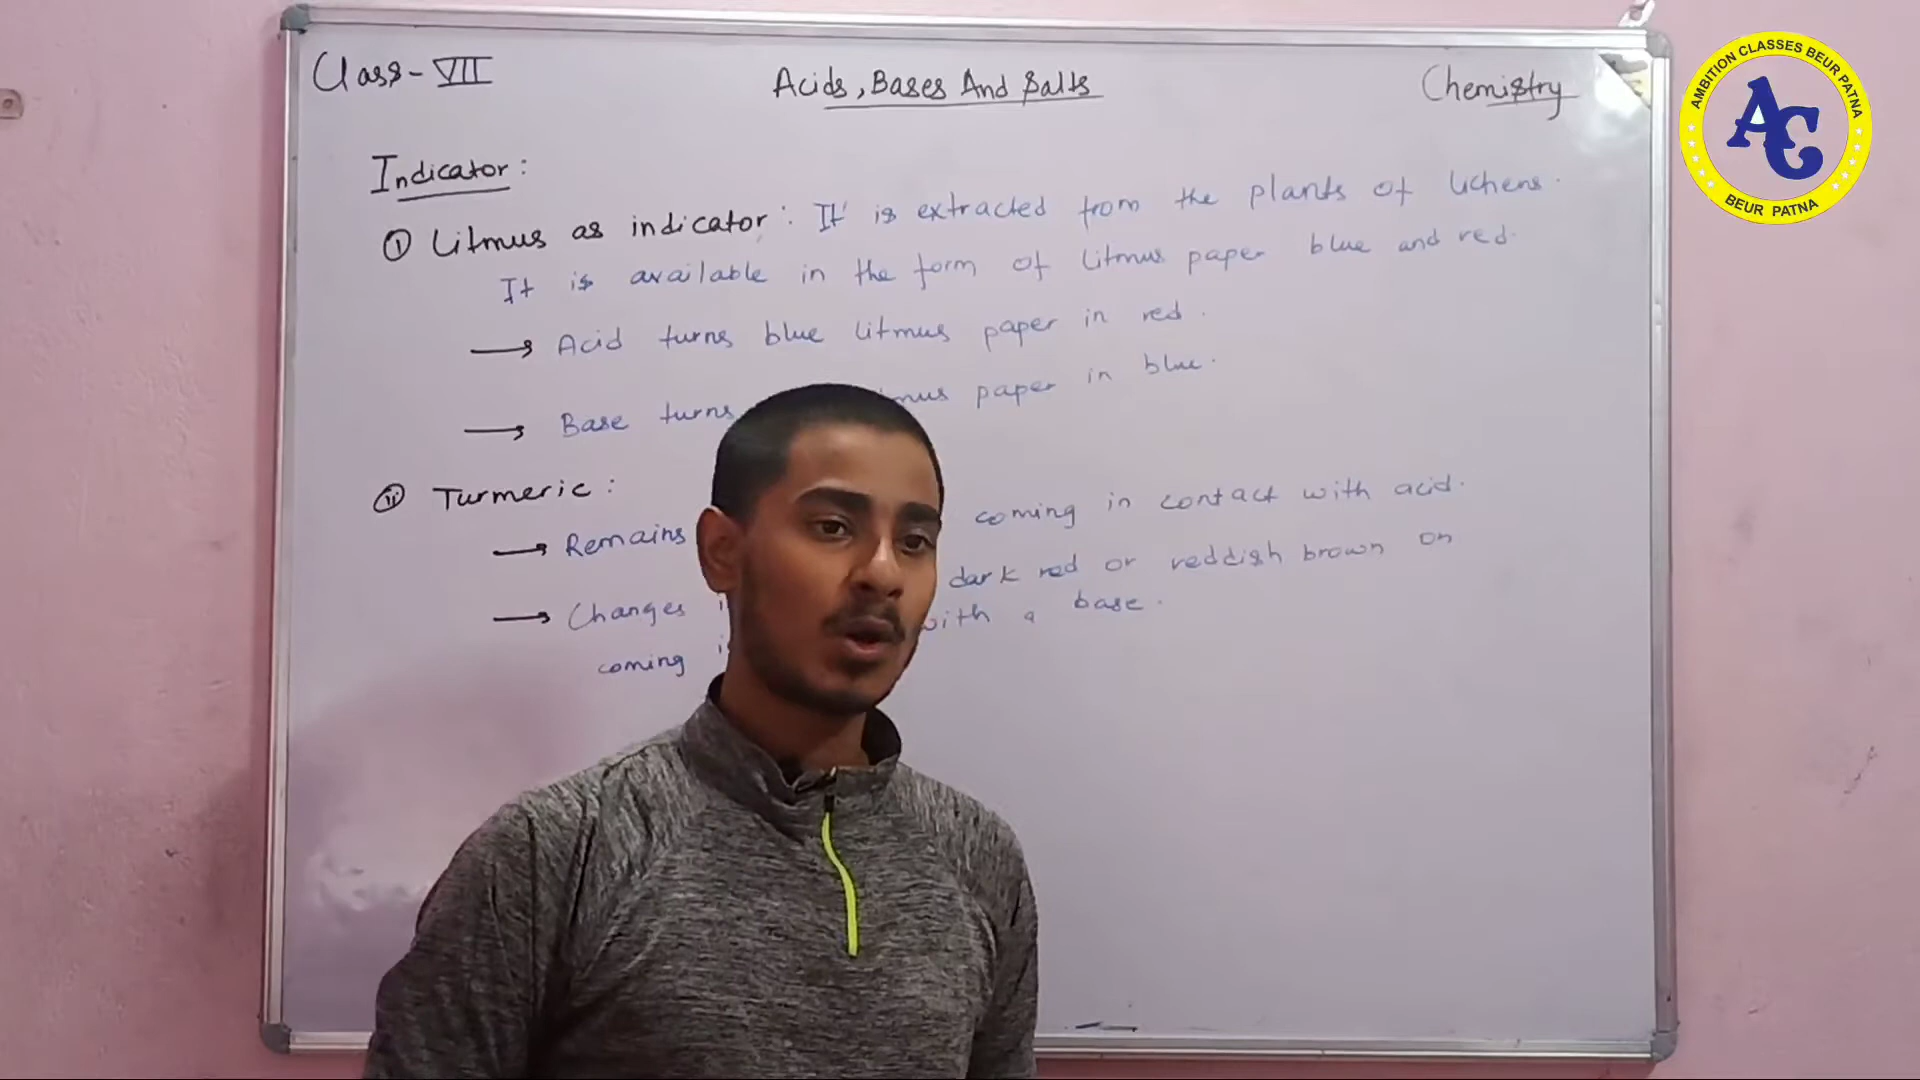 Class-VII
Acids, Bases And Salts
Chemistry
AMBITION CLASSES BEUR PATNA
AC
BEUR PATNA
Indicator:
(i) Litmus as indicator: It is extracted from the plants of lichens.
It is available in the form of litmus paper blue and red.
→ Acid turns blue litmus paper in red.
→ Base turns mus paper in blue.
(ii) Turmeric:
→ Remains coming in contact with acid.
→ Changes dark red or reddish brown on
coming with a base.